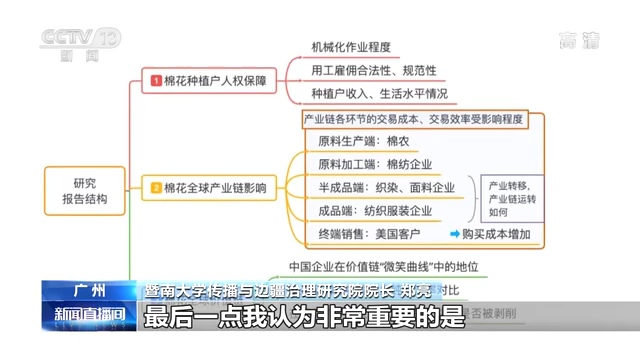 CCTV 13
新闻
高清
机械化作业程度
1 棉花种植户人权保障
用工雇佣合法性、规范性
种植户收入、生活水平情况
产业链各环节的交易成本、交易效率受影响程度
原料生产端：棉农
原料加工端：棉纺企业
研究
报告结构
2 棉花全球产业链影响
半成品端：织染、面料企业
产业转移，
产业链运转
如何
成品端：纺织服装企业
终端销售：美国客户
购买成本增加
中国企业在价值链“微笑曲线”中的地位
广州
暨南大学传播与边疆治理研究院院长 郑亮
对比
新闻直播间
最后一点我认为非常重要的是
是否被剥削